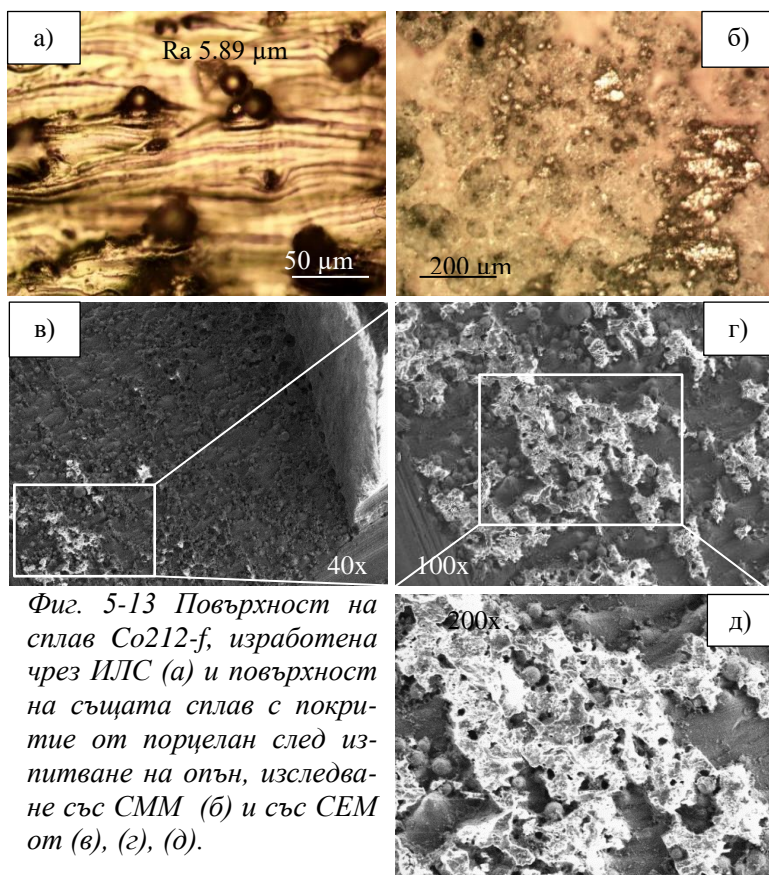 а)
Ra 5.89 µm
50 µm
б)
200 µm
в)
40x
г)
100x
Фиг. 5-13 Повърхност на
сплав Co212-f, изработена
чрез ИЛС (а) и повърхност
на същата сплав с покри-
тие от порцелан след из-
питване на опън, изследва-
не със СММ (б) и със СЕМ
от (в), (г), (д).
200x
д)